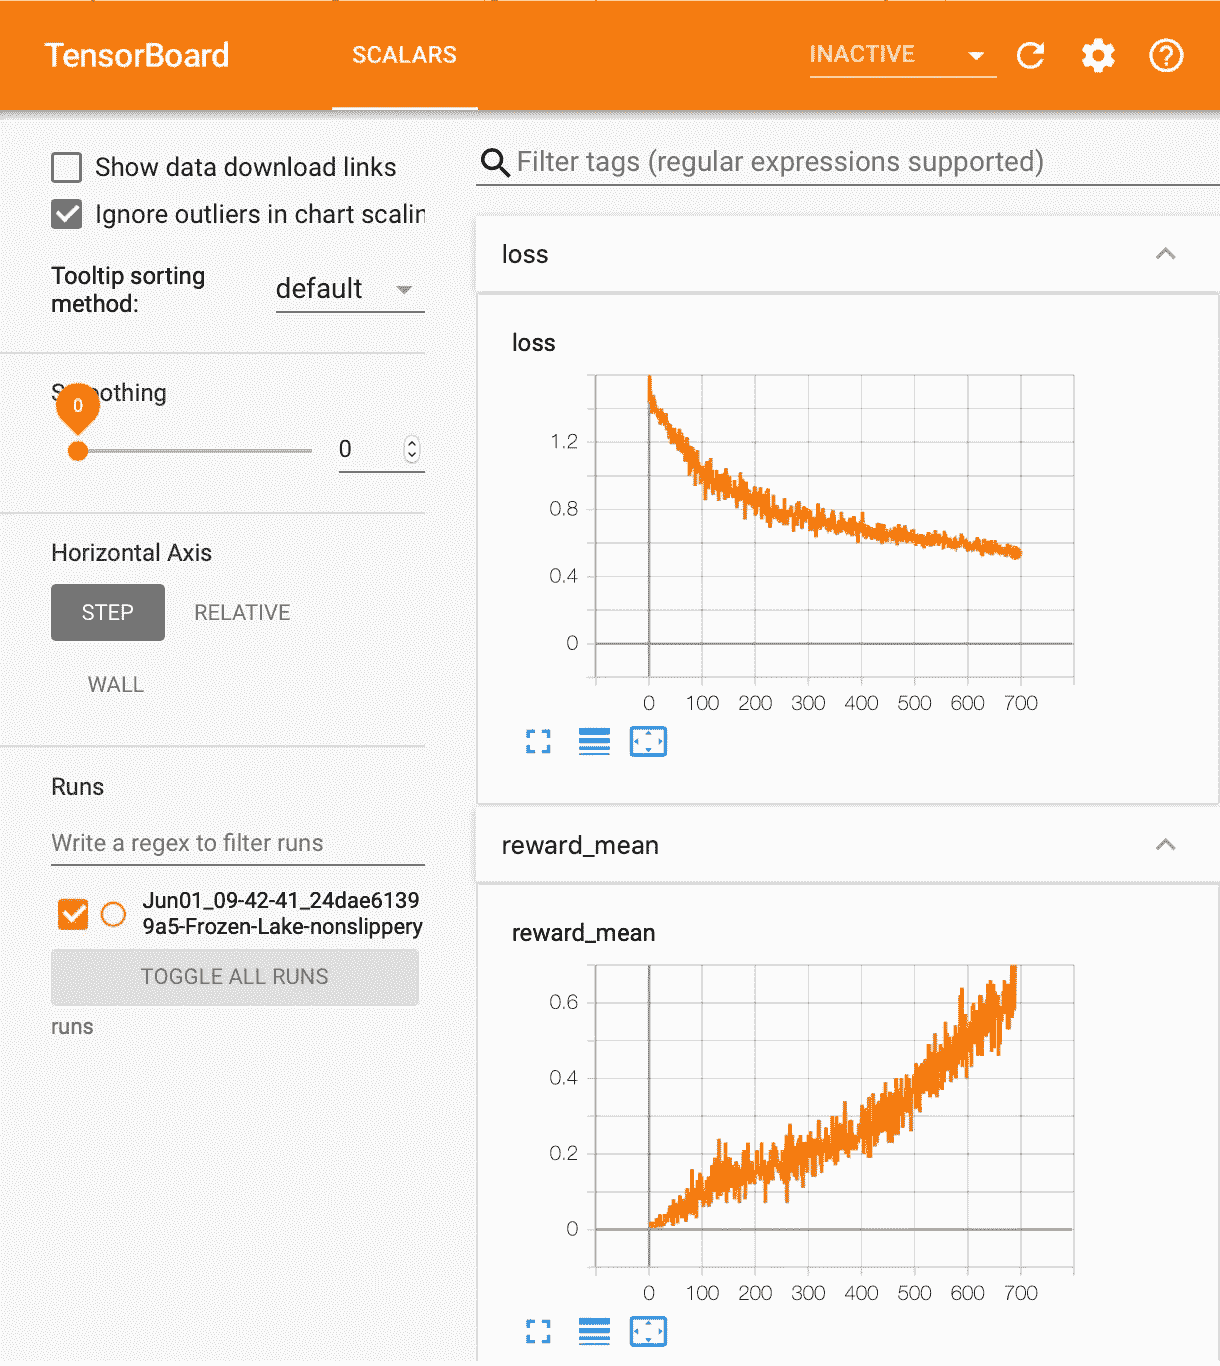 TensorBoard
SCALARS
INACTIVE
Show data download links
Ignore outliers in chart scalin
Tooltip sorting
method:
default
Smoothing
0
0
Horizontal Axis
STEP
RELATIVE
WALL
Runs
Write a regex to filter runs
Jun01_09-42-41_24dae6139
9a5-Frozen-Lake-nonslippery
TOGGLE ALL RUNS
runs
Filter tags (regular expressions supported)
loss
loss
1.2
0.8
0.4
0
0 100 200 300 400 500 600 700
reward_mean
reward_mean
0.6
0.4
0.2
0
0 100 200 300 400 500 600 700